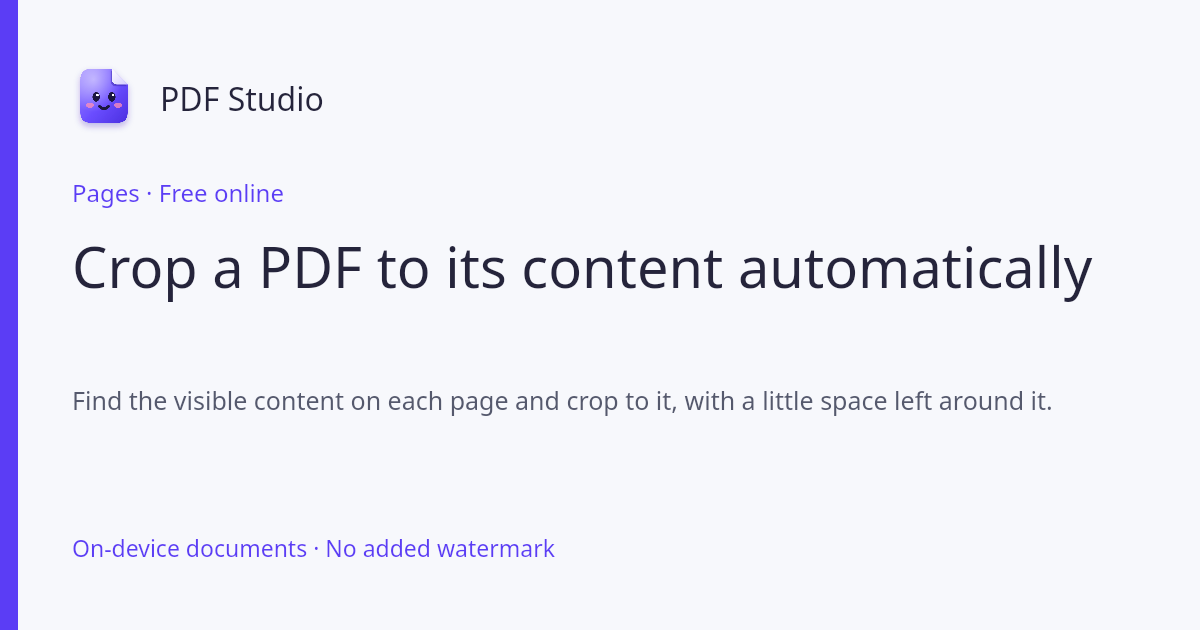 PDF Studio
Pages · Free online
Crop a PDF to its content automatically
Find the visible content on each page and crop to it, with a little space left around it.
On-device documents · No added watermark